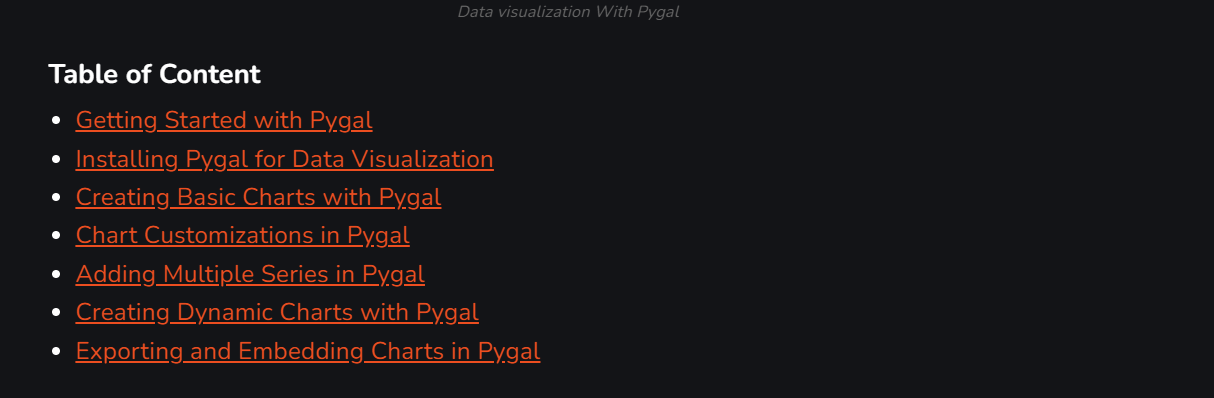 Data visualization With Pygal
Table of Content
Getting Started with Pygal
Installing Pygal for Data Visualization
Creating Basic Charts with Pygal
Chart Customizations in Pygal
Adding Multiple Series in Pygal
Creating Dynamic Charts with Pygal
Exporting and Embedding Charts in Pygal